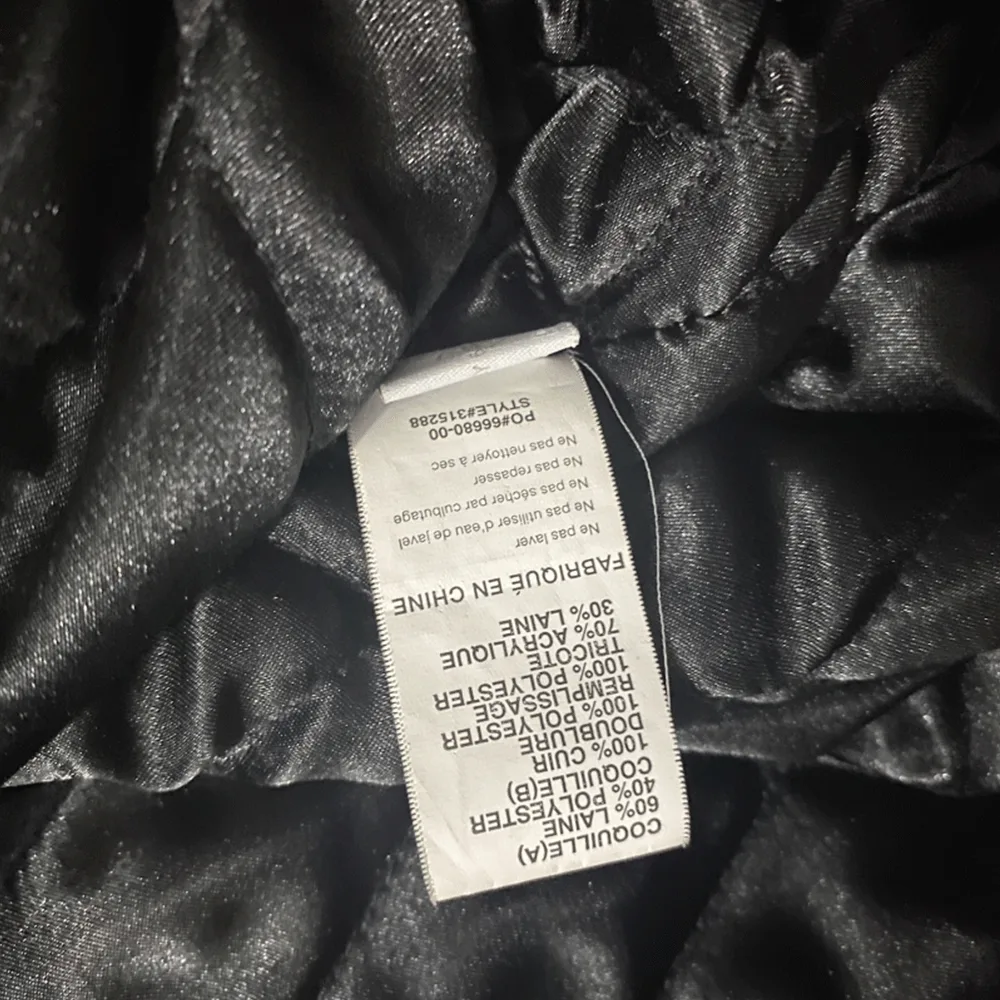 COQUILLE(A)
60% LAINE
40% POLYESTER
COQUILLE(B)
100% CUIR
DOUBLURE
100% POLYESTER
REMPLISSAGE
100% POLYESTER
TRICOTE
70% ACRYLIQUE
30% LAINE
FABRIQUÉ EN CHINE
Ne pas laver
Ne pas utiliser d'eau de javel
Ne pas sécher par culbutage
Ne pas repasser
Ne pas nettoyer à sec
PO#66680-00
STYLE#315288